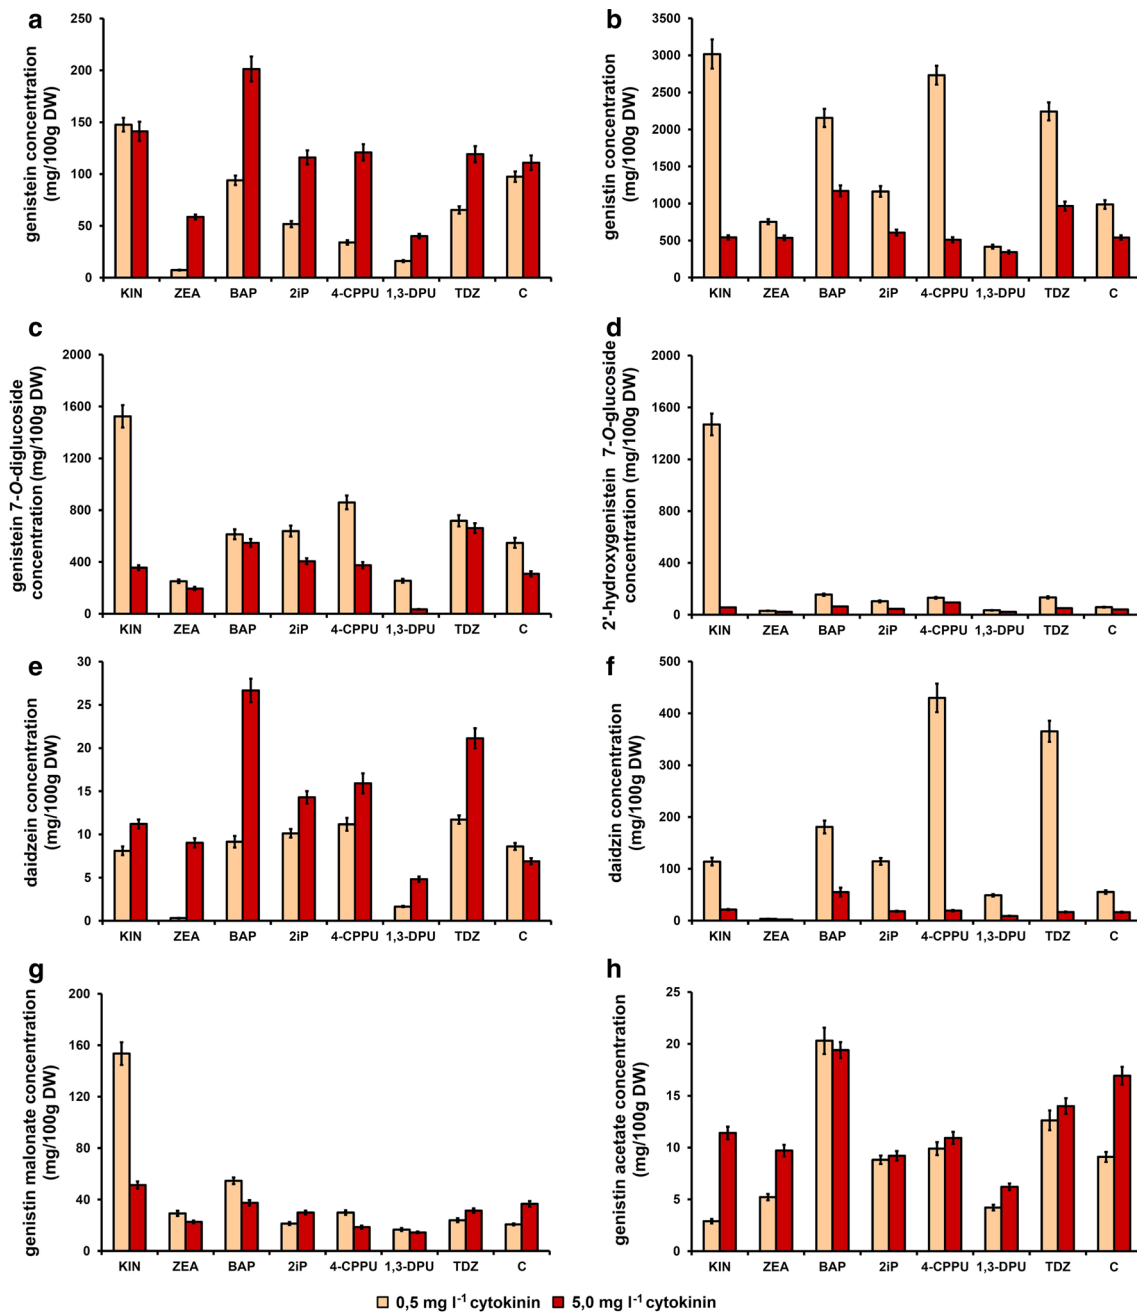 a
genistein concentration
(mg/100g DW)
250
200
150
100
50
0
KIN ZEA BAP 2iP 4-CPPU 1,3-DPU TDZ C
b
genistin concentration
(mg/100g DW)
3500
3000
2500
2000
1500
1000
500
0
KIN ZEA BAP 2iP 4-CPPU 1,3-DPU TDZ C
c
genistein 7-O-diglucoside
concentration (mg/100g DW)
2000
1600
1200
800
400
0
KIN ZEA BAP 2iP 4-CPPU 1,3-DPU TDZ C
d
2'-hydroxygenistein 7-O-glucoside
concentration (mg/100g DW)
2000
1600
1200
800
400
0
KIN ZEA BAP 2iP 4-CPPU 1,3-DPU TDZ C
e
daidzein concentration
(mg/100g DW)
30
25
20
15
10
5
0
KIN ZEA BAP 2iP 4-CPPU 1,3-DPU TDZ C
f
daidzin concentration
(mg/100g DW)
500
400
300
200
100
0
KIN ZEA BAP 2iP 4-CPPU 1,3-DPU TDZ C
g
genistin malonate concentration
(mg/100g DW)
200
160
120
80
40
0
KIN ZEA BAP 2iP 4-CPPU 1,3-DPU TDZ C
h
genistin acetate concentration
(mg/100g DW)
25
20
15
10
5
0
KIN ZEA BAP 2iP 4-CPPU 1,3-DPU TDZ C
0,5 mg l⁻¹ cytokinin 5,0 mg l⁻¹ cytokinin